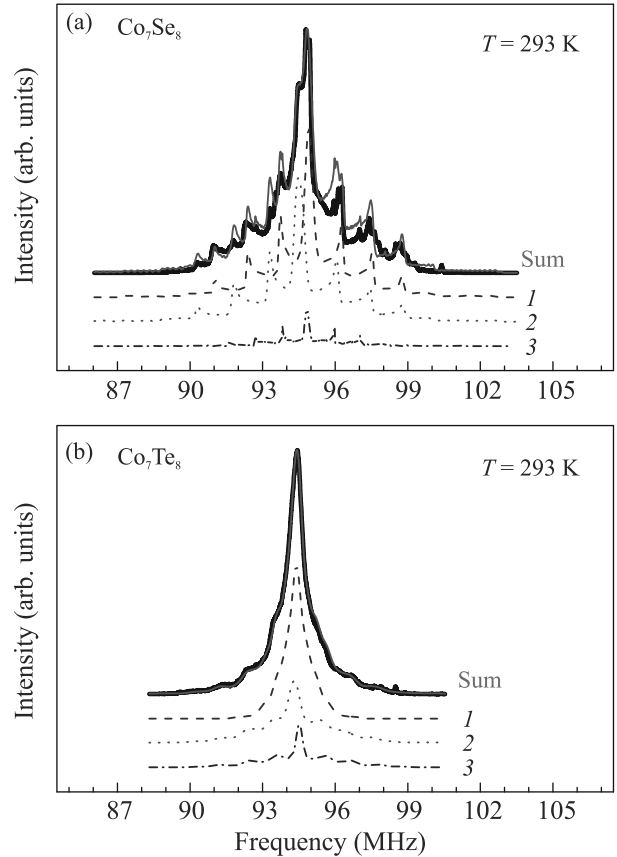 (a) Co₇Se₈ T = 293 K
Intensity (arb. units)
Sum
1
2
3
87 90 93 96 99 102 105
(b) Co₇Te₈ T = 293 K
Intensity (arb. units)
Sum
1
2
3
87 90 93 96 99 102 105
Frequency (MHz)